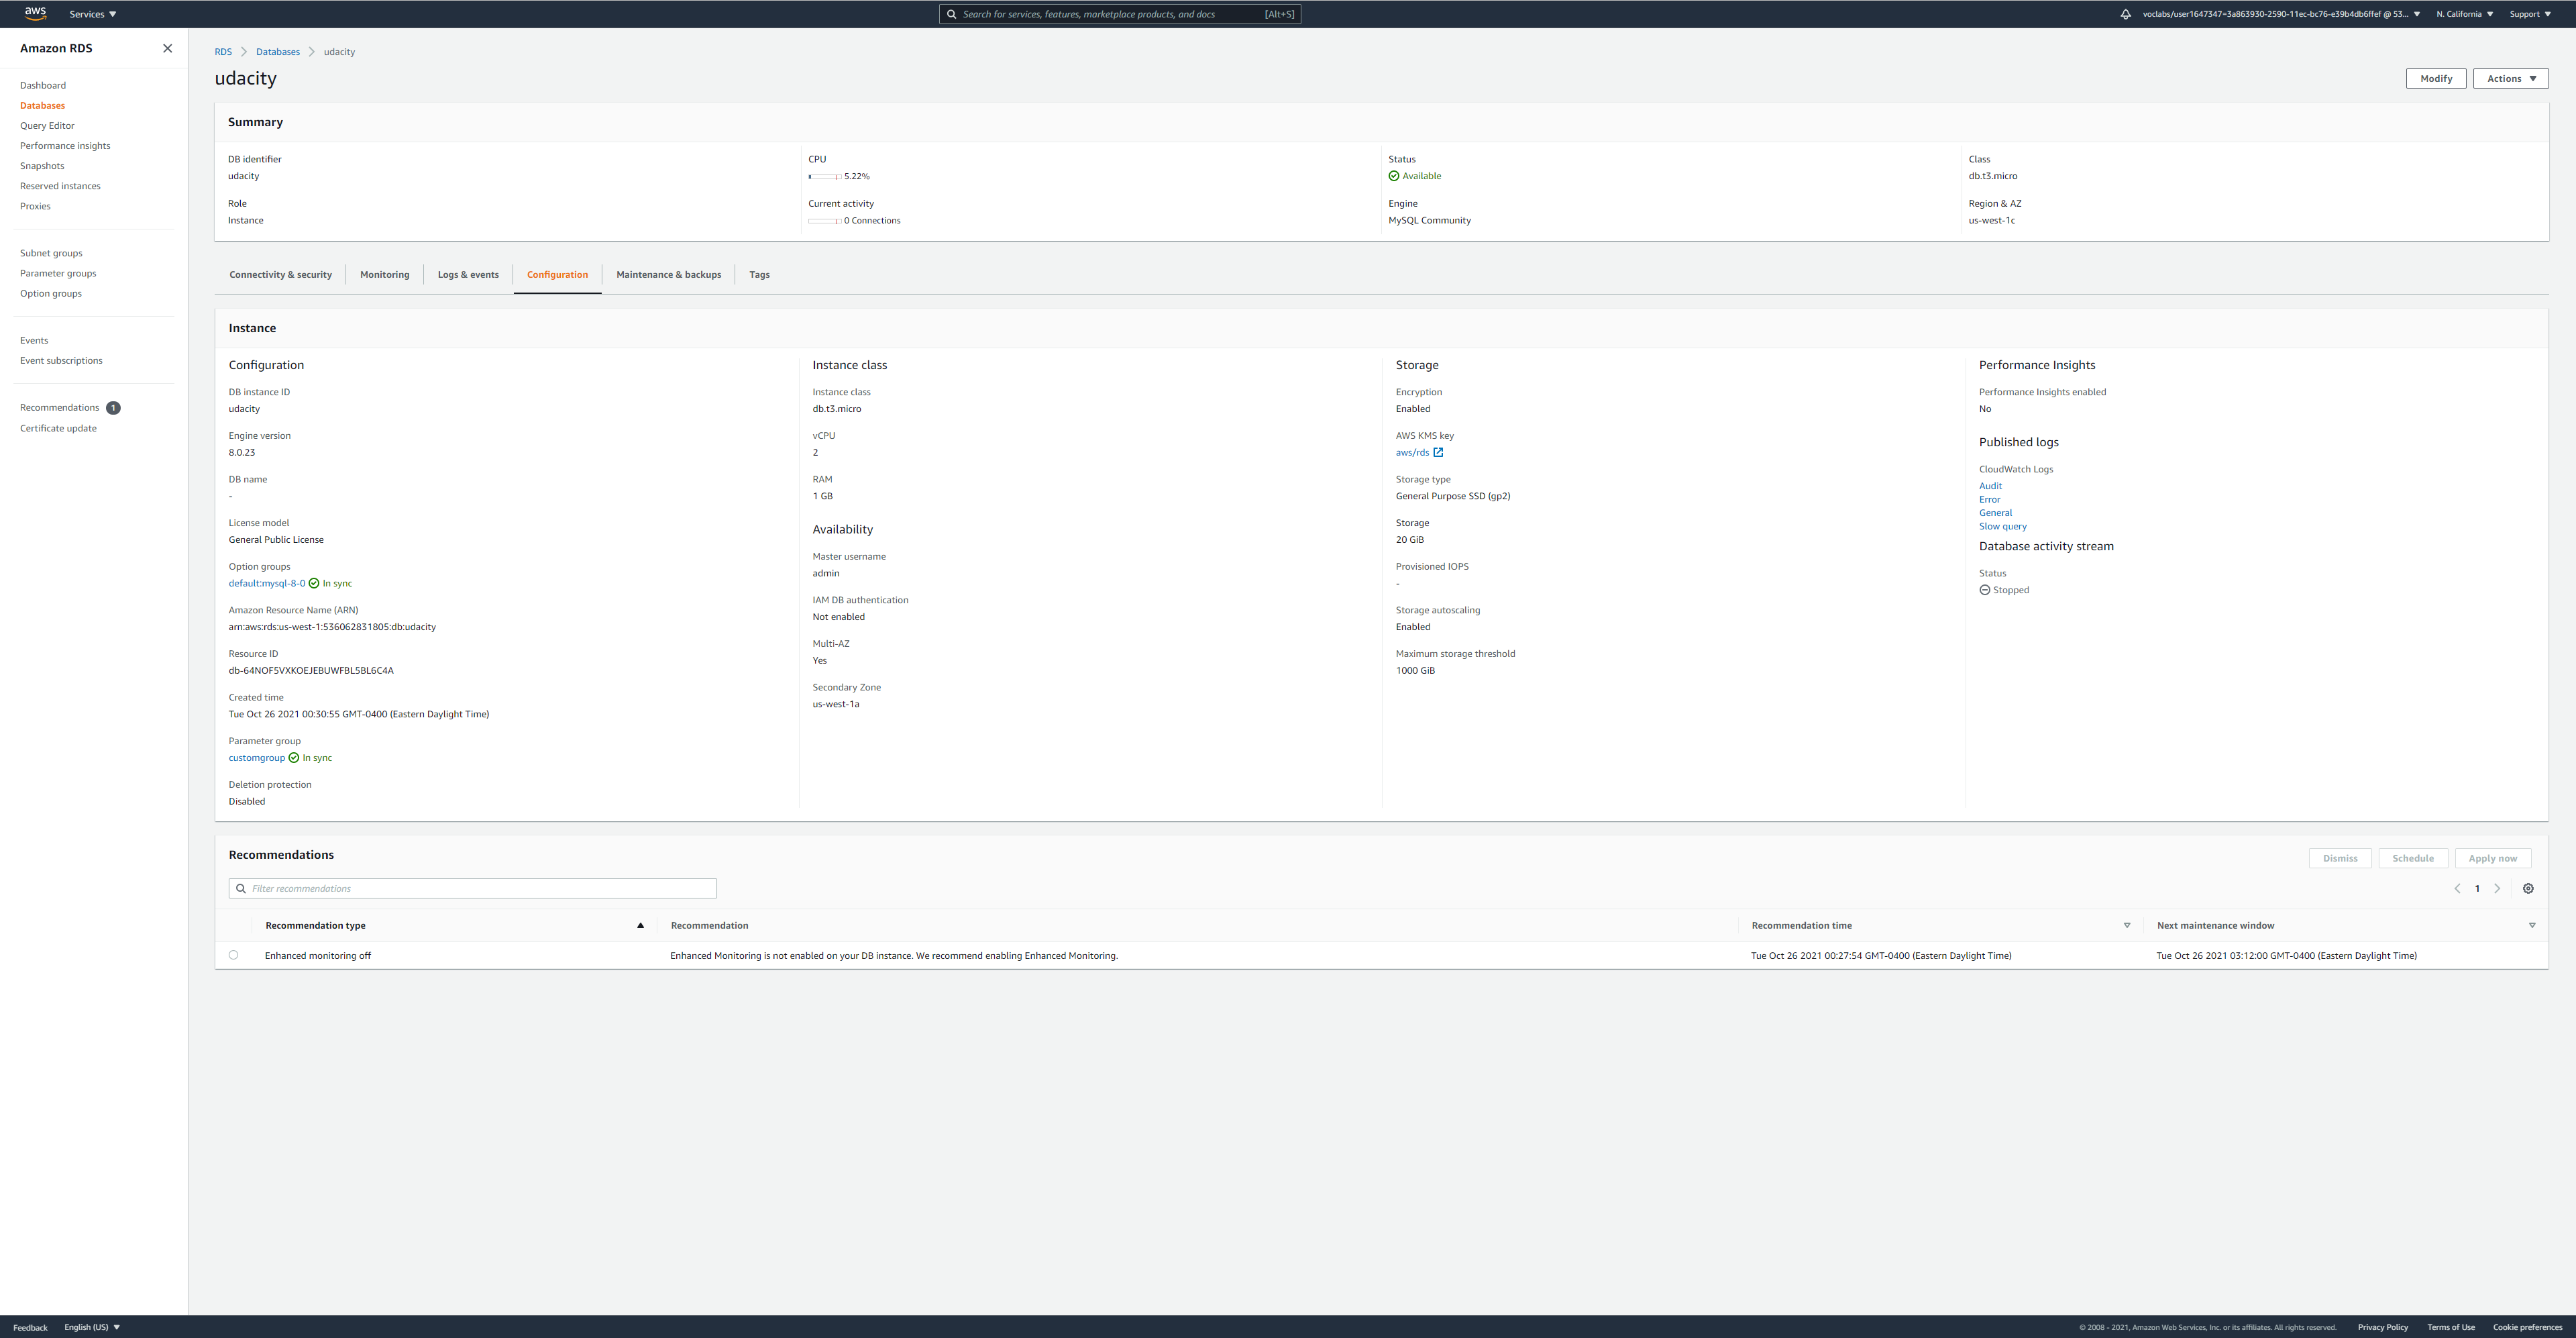 aws
Services
Search for services, features, marketplace products, and docs
[Alt+S]
voclabs/user1647347=3a863930-2590-11ec-bc76-e39b4db6ffef @ 53...
N. California
Support
Amazon RDS
Dashboard
Databases
Query Editor
Performance insights
Snapshots
Reserved instances
Proxies
Subnet groups
Parameter groups
Option groups
Events
Event subscriptions
Recommendations 1
Certificate update
RDS
Databases
udacity
udacity
Modify
Actions
Summary
DB identifier
udacity
Role
Instance
CPU
5.22%
Current activity
0 Connections
Status
Available
Engine
MySQL Community
Class
db.t3.micro
Region & AZ
us-west-1c
Connectivity & security
Monitoring
Logs & events
Configuration
Maintenance & backups
Tags
Instance
Configuration
DB instance ID
udacity
Engine version
8.0.23
DB name
-
License model
General Public License
Option groups
default:mysql-8-0 In sync
Amazon Resource Name (ARN)
arn:aws:rds:us-west-1:536062831805:db:udacity
Resource ID
db-64NOF5VXKOEJEBUWFBL5BL6C4A
Created time
Tue Oct 26 2021 00:30:55 GMT-0400 (Eastern Daylight Time)
Parameter group
customgroup In sync
Deletion protection
Disabled
Instance class
Instance class
db.t3.micro
vCPU
2
RAM
1 GB
Availability
Master username
admin
IAM DB authentication
Not enabled
Multi-AZ
Yes
Secondary Zone
us-west-1a
Storage
Encryption
Enabled
AWS KMS key
aws/rds
Storage type
General Purpose SSD (gp2)
Storage
20 GiB
Provisioned IOPS
-
Storage autoscaling
Enabled
Maximum storage threshold
1000 GiB
Performance Insights
Performance Insights enabled
No
Published logs
CloudWatch Logs
Audit
Error
General
Slow query
Database activity stream
Status
Stopped
Recommendations
Dismiss
Schedule
Apply now
Filter recommendations
1
Recommendation type
Recommendation
Recommendation time
Next maintenance window
Enhanced monitoring off
Enhanced Monitoring is not enabled on your DB instance. We recommend enabling Enhanced Monitoring.
Tue Oct 26 2021 00:27:54 GMT-0400 (Eastern Daylight Time)
Tue Oct 26 2021 03:12:00 GMT-0400 (Eastern Daylight Time)
Feedback
English (US)
© 2008 - 2021, Amazon Web Services, Inc. or its affiliates. All rights reserved.
Privacy Policy
Terms of Use
Cookie preferences